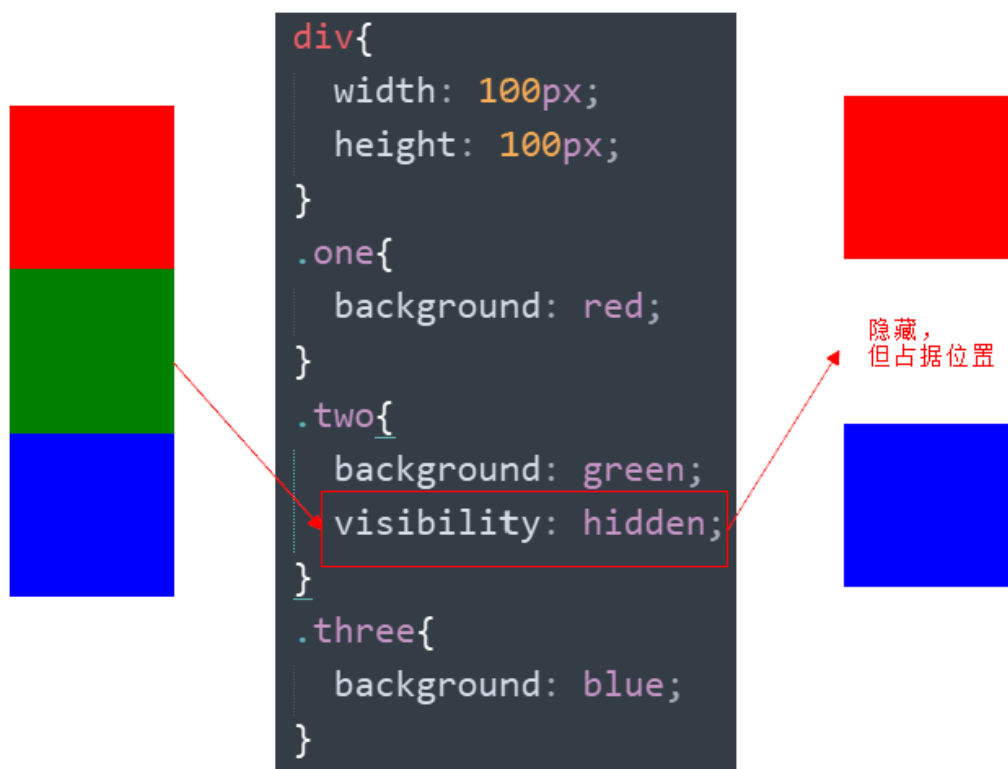 div{
  width: 100px;
  height: 100px;
}
.one{
  background: red;
}
.two{
  background: green;
  visibility: hidden;
}
.three{
  background: blue;
}
隐藏，
但占据位置